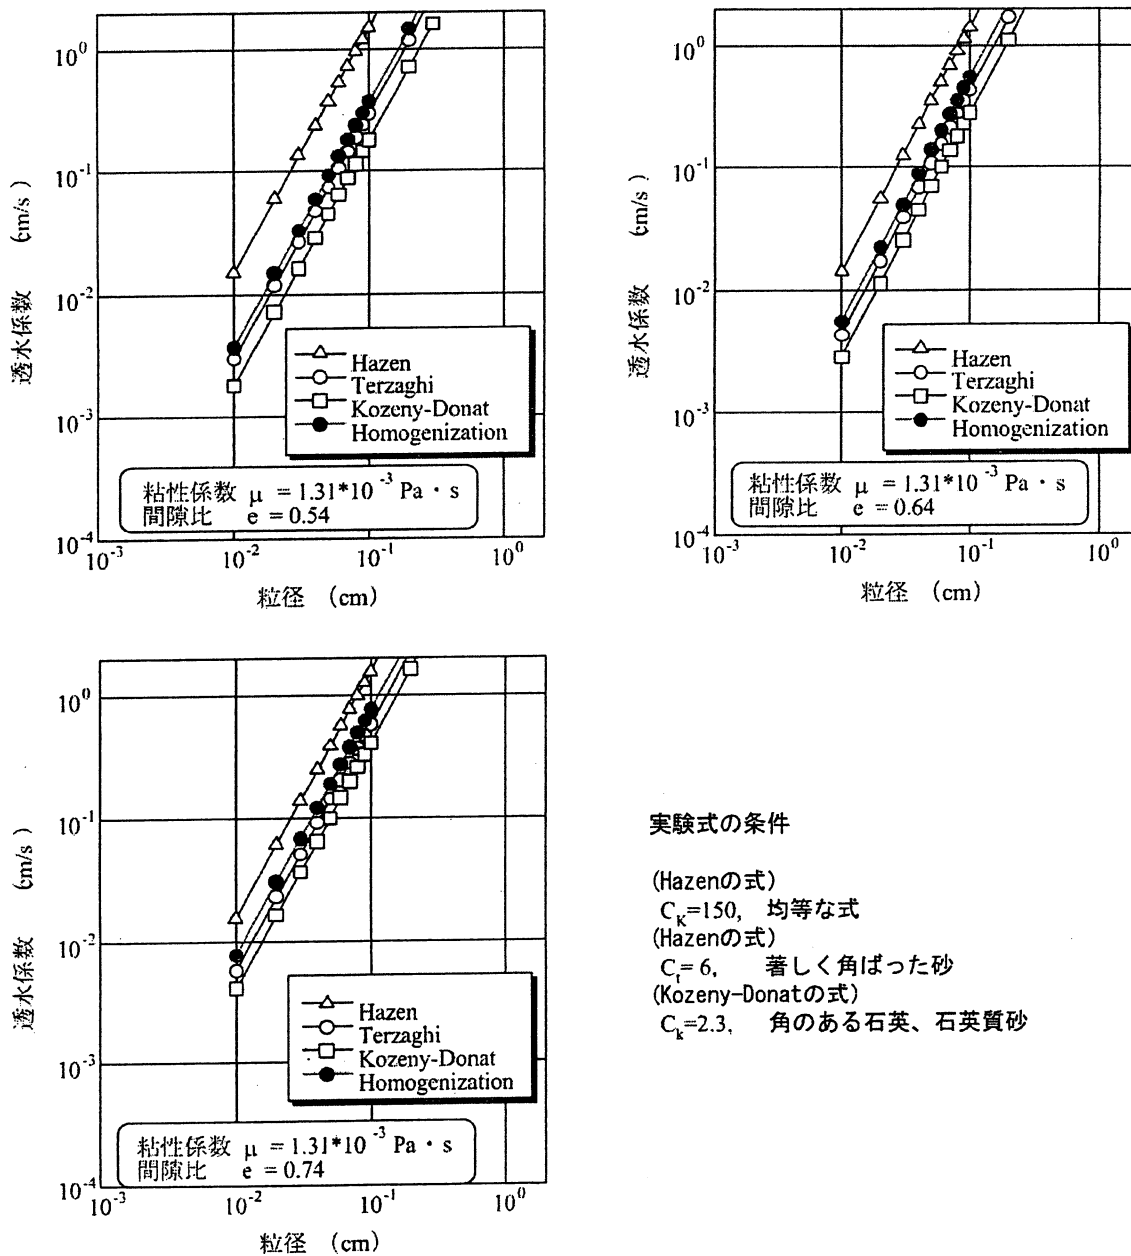 10^0
10^-1
10^-2
10^-3
10^-4
透水係数 (cm/s)
Hazen
Terzaghi
Kozeny-Donat
Homogenization
粘性係数 μ = 1.31*10^-3 Pa・s
間隙比 e = 0.54
10^-3 10^-2 10^-1 10^0
粒径 (cm)
10^0
10^-1
10^-2
10^-3
10^-4
透水係数 (cm/s)
Hazen
Terzaghi
Kozeny-Donat
Homogenization
粘性係数 μ = 1.31*10^-3 Pa・s
間隙比 e = 0.64
10^-3 10^-2 10^-1 10^0
粒径 (cm)
10^0
10^-1
10^-2
10^-3
10^-4
透水係数 (cm/s)
Hazen
Terzaghi
Kozeny-Donat
Homogenization
粘性係数 μ = 1.31*10^-3 Pa・s
間隙比 e = 0.74
10^-3 10^-2 10^-1 10^0
粒径 (cm)
実験式の条件
(Hazenの式)
C_K=150, 均等な式
(Hazenの式)
C_t=6, 著しく角ばった砂
(Kozeny-Donatの式)
C_k=2.3, 角のある石英、石英質砂